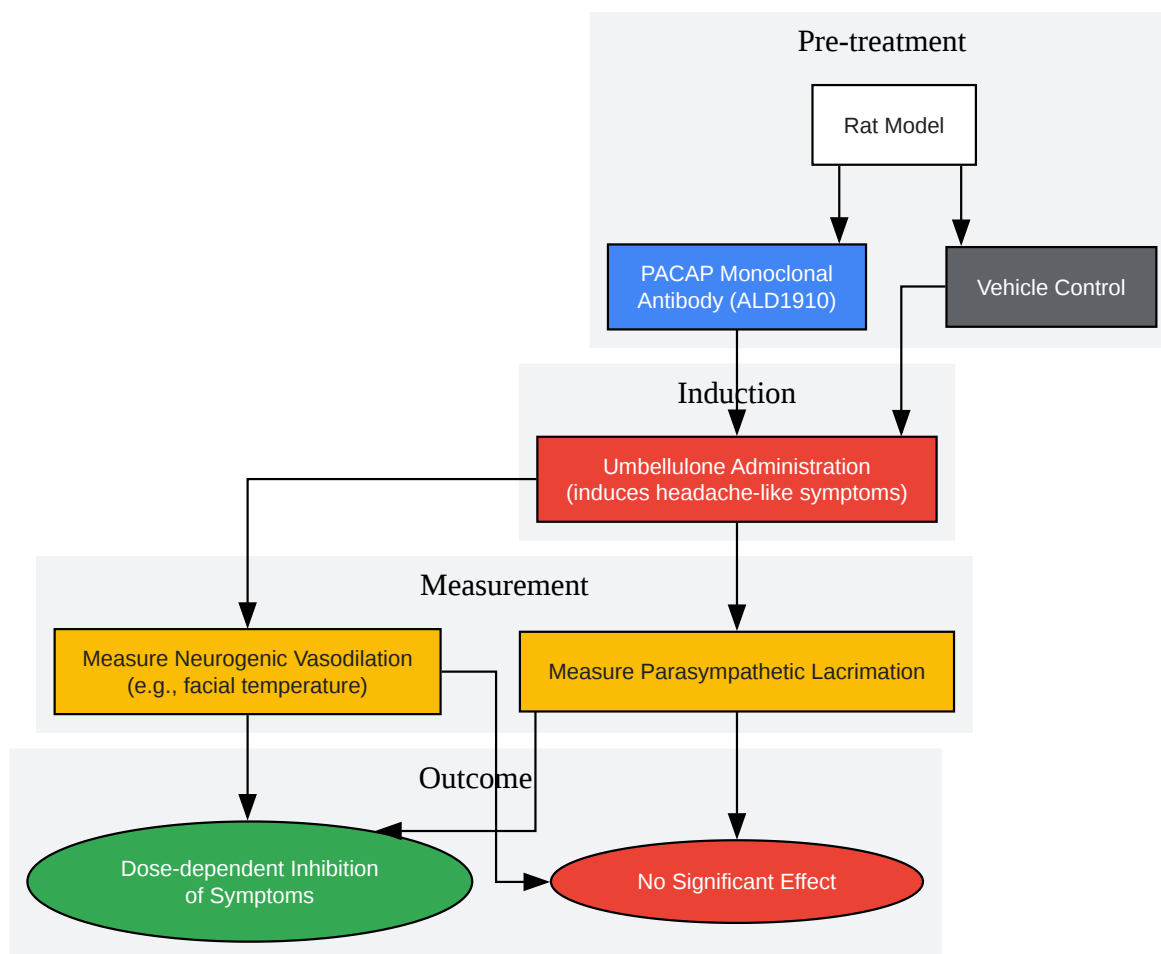 Pre-treatment
Rat Model
PACAP Monoclonal
Antibody (ALD1910)
Vehicle Control
Induction
Umbellulone Administration
(induces headache-like symptoms)
Measurement
Measure Neurogenic Vasodilation
(e.g., facial temperature)
Measure Parasympathetic Lacrimation
Outcome
Dose-dependent Inhibition
of Symptoms
No Significant Effect